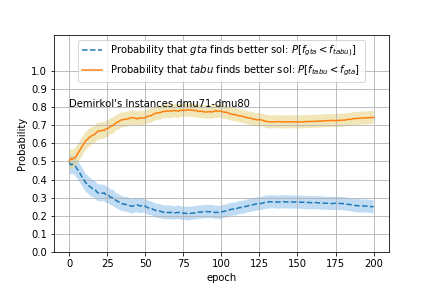 Probability that gta finds better sol: P[f_gta < f_tabu)]
Probability that tabu finds better sol: P[f_tabu < f_gta]
1.0
0.9
Demirkol's Instances dmu71-dmu80
0.8
0.7
0.6
0.5
0.4
0.3
0.2
0.1
0.0
Probability
0 25 50 75 100 125 150 175 200
epoch